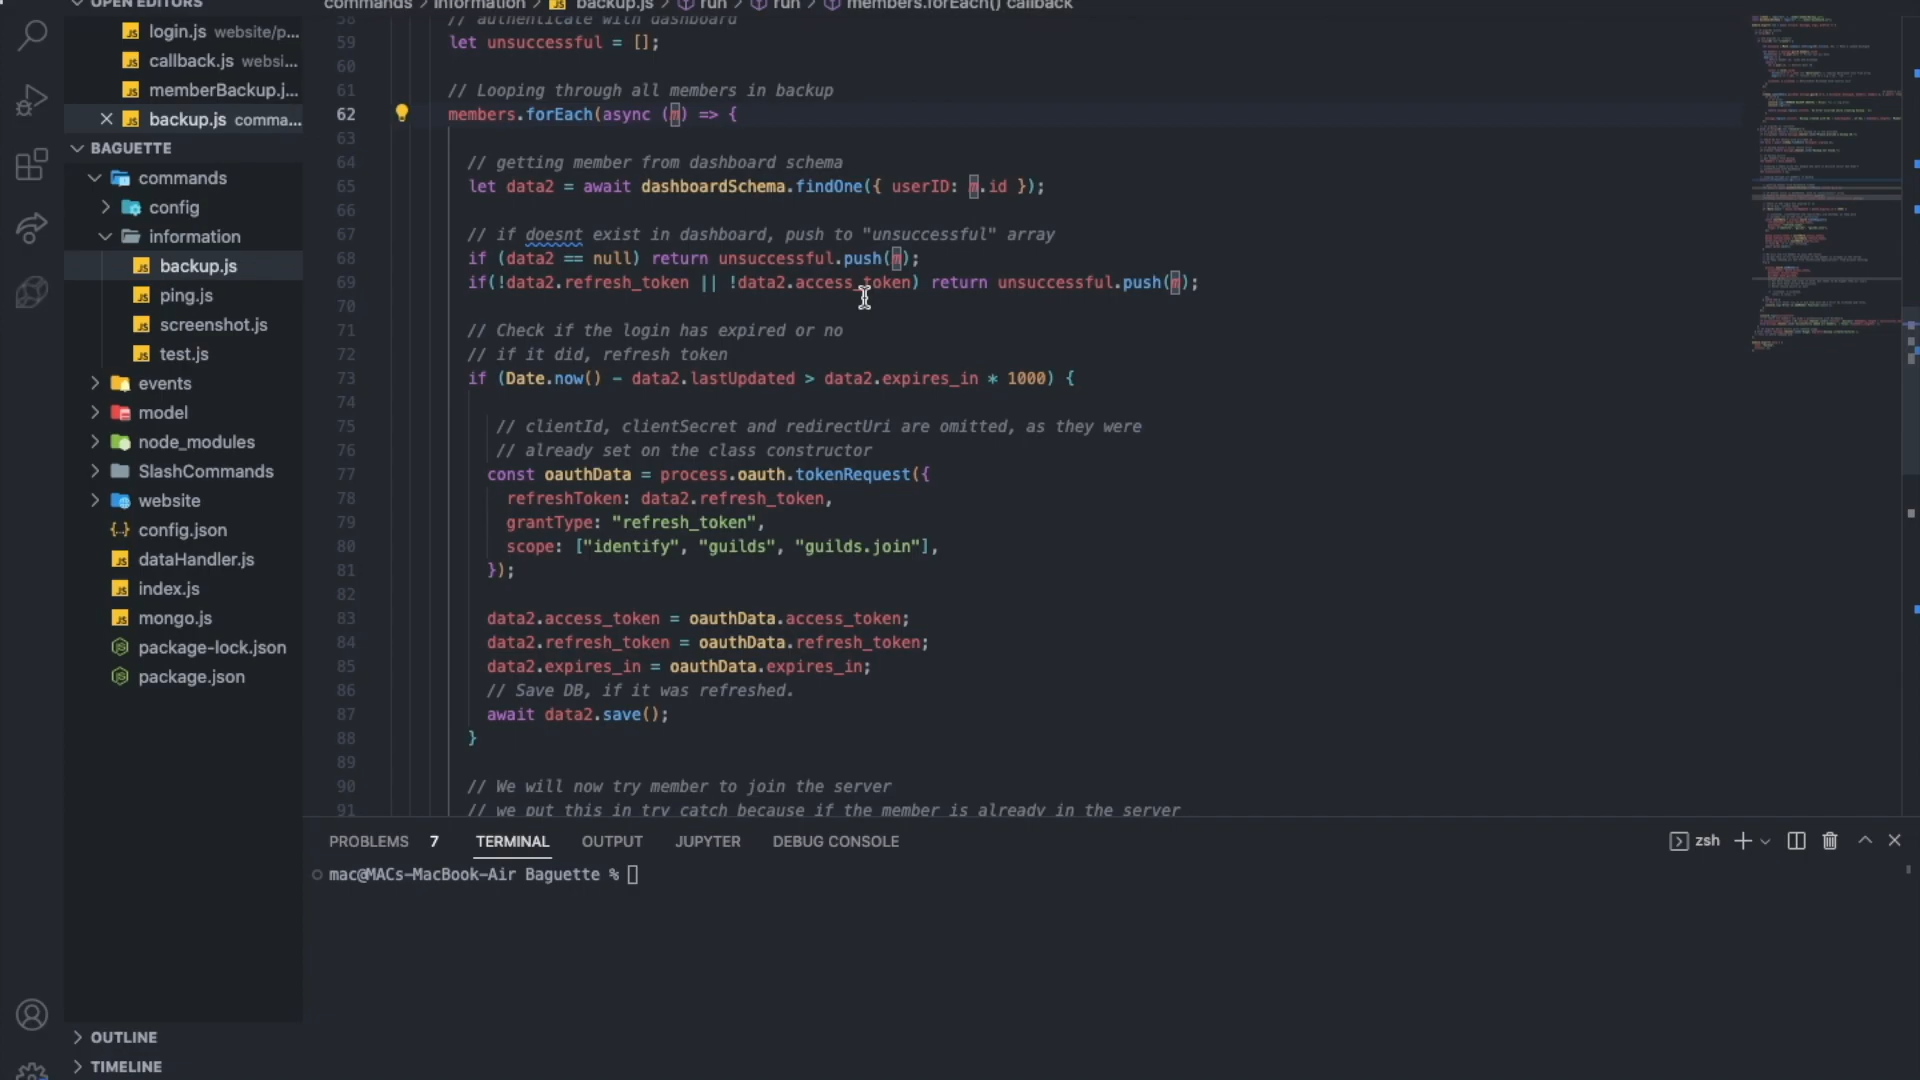 OPEN EDITORS
login.js website/p...
callback.js websi...
memberBackup.j...
backup.js comma...
BAGUETTE
commands
config
information
backup.js
ping.js
screenshot.js
test.js
events
model
node_modules
SlashCommands
website
config.json
dataHandler.js
index.js
mongo.js
package-lock.json
package.json
OUTLINE
TIMELINE
commands > information > backup.js > run > run > members.forEach() callback
58 // authenticate with dashboard
59 let unsuccessful = [];
60
61 // Looping through all members in backup
62 members.forEach(async (m) => {
63
64 // getting member from dashboard schema
65 let data2 = await dashboardSchema.findOne({ userID: m.id });
66
67 // if doesnt exist in dashboard, push to "unsuccessful" array
68 if (data2 == null) return unsuccessful.push(m);
69 if(!data2.refresh_token || !data2.access_token) return unsuccessful.push(m);
70
71 // Check if the login has expired or no
72 // if it did, refresh token
73 if (Date.now() - data2.lastUpdated > data2.expires_in * 1000) {
74
75 // clientId, clientSecret and redirectUri are omitted, as they were
76 // already set on the class constructor
77 const oauthData = process.oauth.tokenRequest({
78 refreshToken: data2.refresh_token,
79 grantType: "refresh_token",
80 scope: ["identify", "guilds", "guilds.join"],
81 });
82
83 data2.access_token = oauthData.access_token;
84 data2.refresh_token = oauthData.refresh_token;
85 data2.expires_in = oauthData.expires_in;
86 // Save DB, if it was refreshed.
87 await data2.save();
88 }
89
90 // We will now try member to join the server
91 // we put this in try catch because if the member is already in the server
PROBLEMS 7 TERMINAL OUTPUT JUPYTER DEBUG CONSOLE
zsh
mac@MACs-MacBook-Air Baguette %